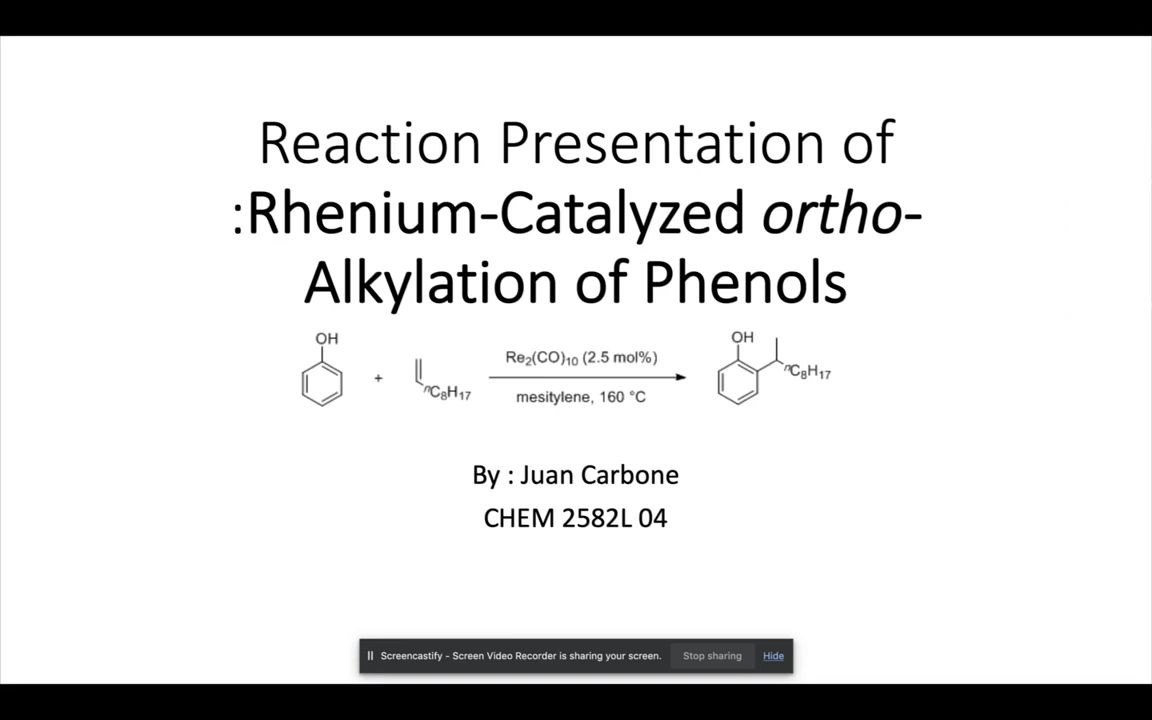 Reaction Presentation of
:Rhenium-Catalyzed ortho-
Alkylation of Phenols
OH
+
ⁿC₈H₁₇
Re₂(CO)₁₀ (2.5 mol%)
mesitylene, 160 °C
OH
ⁿC₈H₁₇
By : Juan Carbone
CHEM 2582L 04
Screencastify - Screen Video Recorder is sharing your screen. Stop sharing Hide